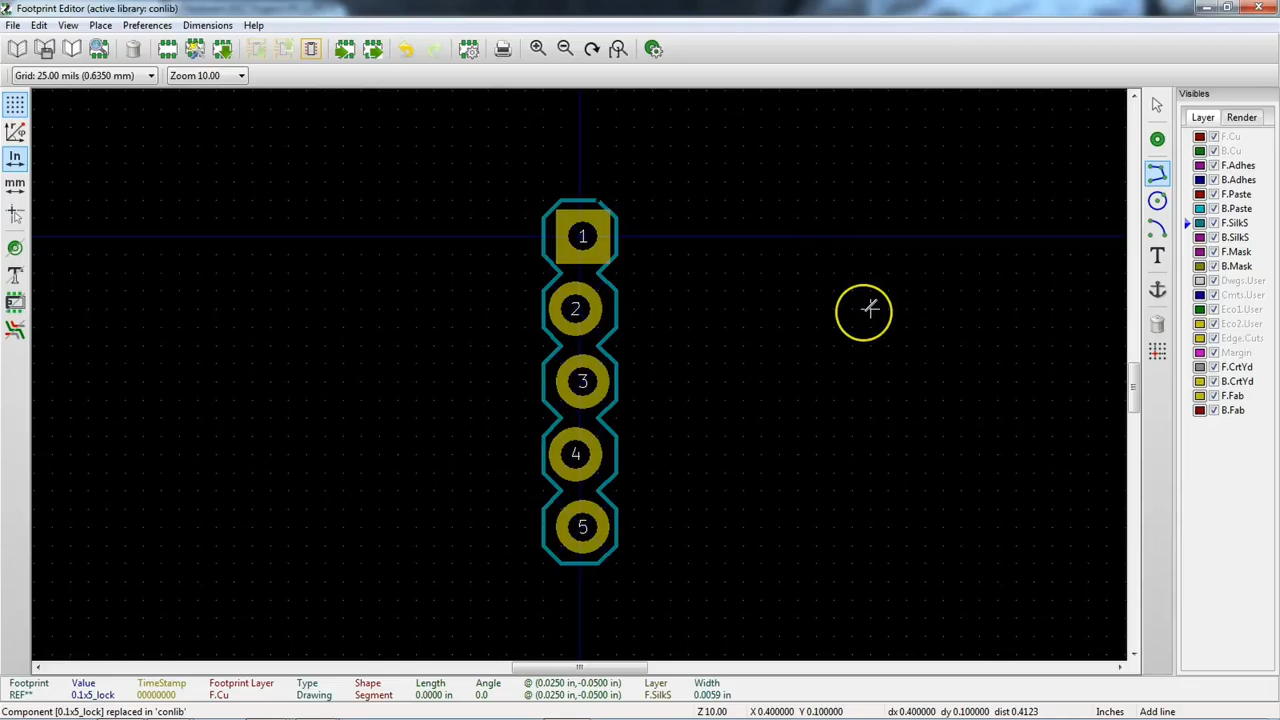 Footprint Editor (active library: conlib)
File Edit View Place Preferences Dimensions Help
Grid: 25.00 mils (0.6350 mm) Zoom 10.00
In
mm
T
1
2
3
4
5
T
Visibles
Layer Render
F.Cu
B.Cu
F.Adhes
B.Adhes
F.Paste
B.Paste
F.SilkS
B.SilkS
F.Mask
B.Mask
Dwgs.User
Cmts.User
Eco1.User
Eco2.User
Edge.Cuts
Margin
F.CrtYd
B.CrtYd
F.Fab
B.Fab
Footprint Value TimeStamp Footprint Layer Type Shape Length Angle @ (0.0250 in,-0.0500 in) Layer Width
REF** 0.1x5_lock 00000000 F.Cu Drawing Segment 0.0000 in 0.0 @ (0.0250 in,-0.0500 in) F.SilkS 0.0059 in
Component [0.1x5_lock] replaced in 'conlib' Z 10.00 X 0.400000 Y 0.100000 dx 0.400000 dy 0.100000 dist 0.4123 Inches Add line